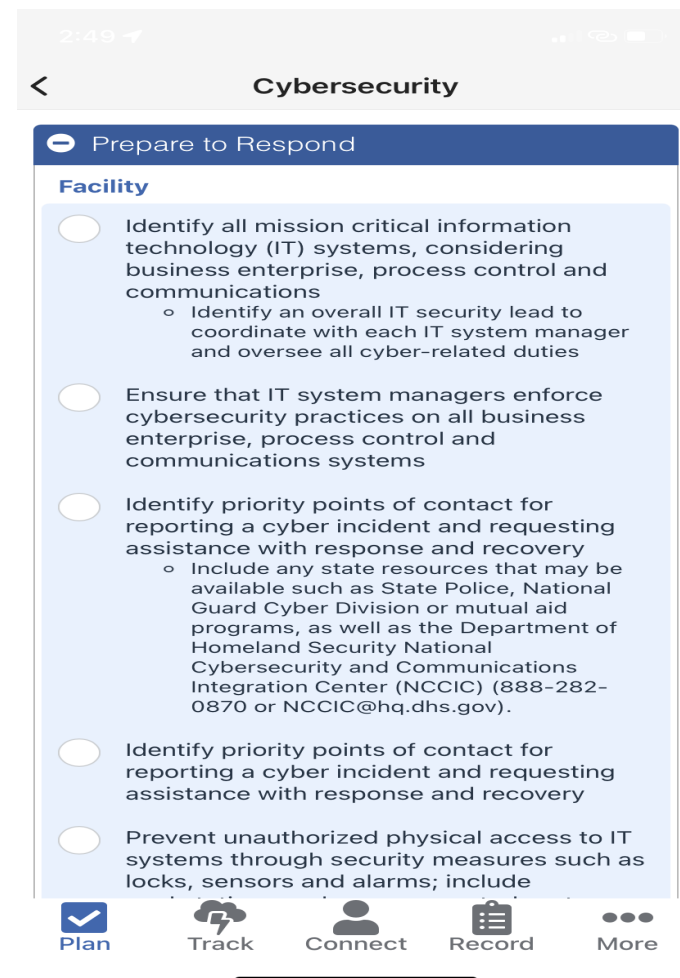 2:49
Cybersecurity
Prepare to Respond
Facility
Identify all mission critical information
technology (IT) systems, considering
business enterprise, process control and
communications
Identify an overall IT security lead to
coordinate with each IT system manager
and oversee all cyber-related duties
Ensure that IT system managers enforce
cybersecurity practices on all business
enterprise, process control and
communications systems
Identify priority points of contact for
reporting a cyber incident and requesting
assistance with response and recovery
Include any state resources that may be
available such as State Police, National
Guard Cyber Division or mutual aid
programs, as well as the Department of
Homeland Security National
Cybersecurity and Communications
Integration Center (NCCIC) (888-282-
0870 or NCCIC@hq.dhs.gov).
Identify priority points of contact for
reporting a cyber incident and requesting
assistance with response and recovery
Prevent unauthorized physical access to IT
systems through security measures such as
locks, sensors and alarms; include
Plan
Track
Connect
Record
More